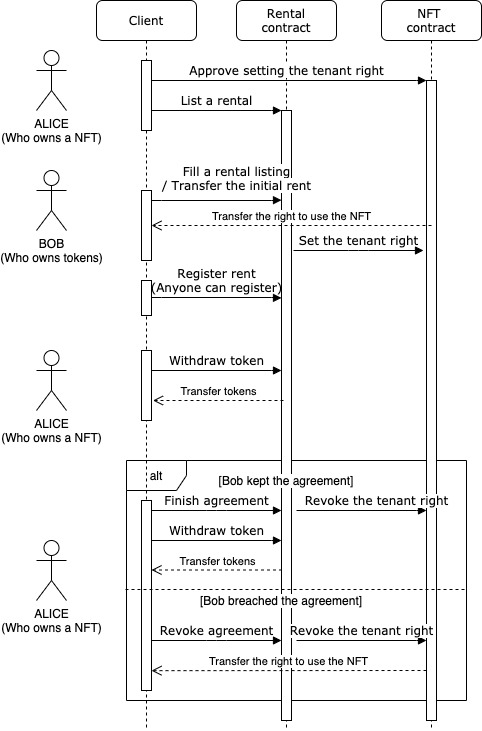 Client
Rental
contract
NFT
contract
Approve setting the tenant right
List a rental
ALICE
(Who owns a NFT)
Fill a rental listing
/ Transfer the initial rent
Transfer the right to use the NFT
BOB
(Who owns tokens)
Set the tenant right
Register rent
(Anyone can register)
Withdraw token
Transfer tokens
ALICE
(Who owns a NFT)
alt
[Bob kept the agreement]
Finish agreement
Revoke the tenant right
Withdraw token
Transfer tokens
[Bob breached the agreement]
ALICE
(Who owns a NFT)
Revoke agreement
Revoke the tenant right
Transfer the right to use the NFT